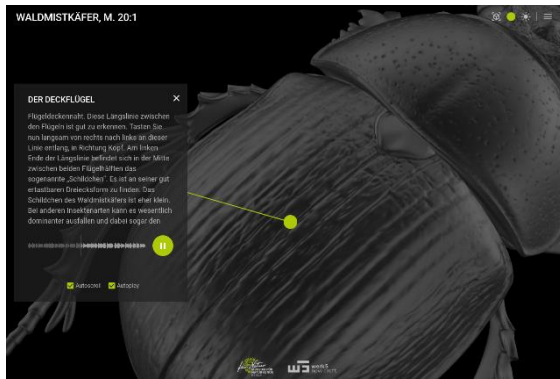 WALDMISTKÄFER, M. 20:1
DER DECKFLÜGEL
Flügeldeckennaht. Diese Längslinie zwischen
den Flügeln ist gut zu erkennen. Tasten Sie
nun langsam von rechts nach links an dieser
Linie entlang, in Richtung Kopf. Am linken
Ende der Längslinie befindet sich in der Mitte
zwischen beiden Flügelhälften das
sogenannte „Schildchen“. Es ist an seiner gut
ertastbaren Dreiecksform zu finden. Das
Schildchen des Waldmistkäfers ist eher klein.
Bei anderen Insektenarten kann es wesentlich
dominanter ausfallen und dabei sogar den
Autoscroll
Autoplay